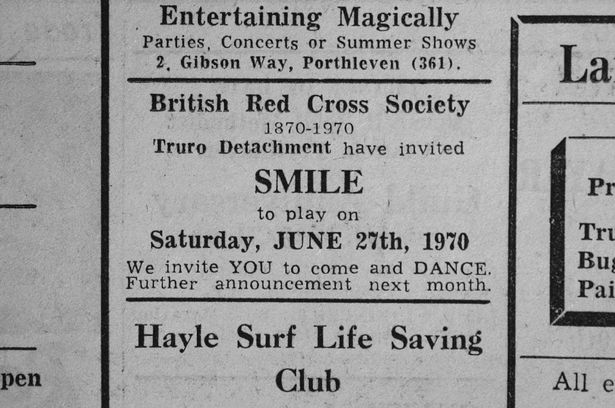 Entertaining Magically
Parties, Concerts or Summer Shows
2, Gibson Way, Porthleven (361).
British Red Cross Society
1870-1970
Truro Detachment have invited
SMILE
to play on
Saturday, JUNE 27th, 1970
We invite YOU to come and DANCE.
Further announcement next month.
Hayle Surf Life Saving
Club
pen
La
Pr
Tru
Bug
Pai
All e